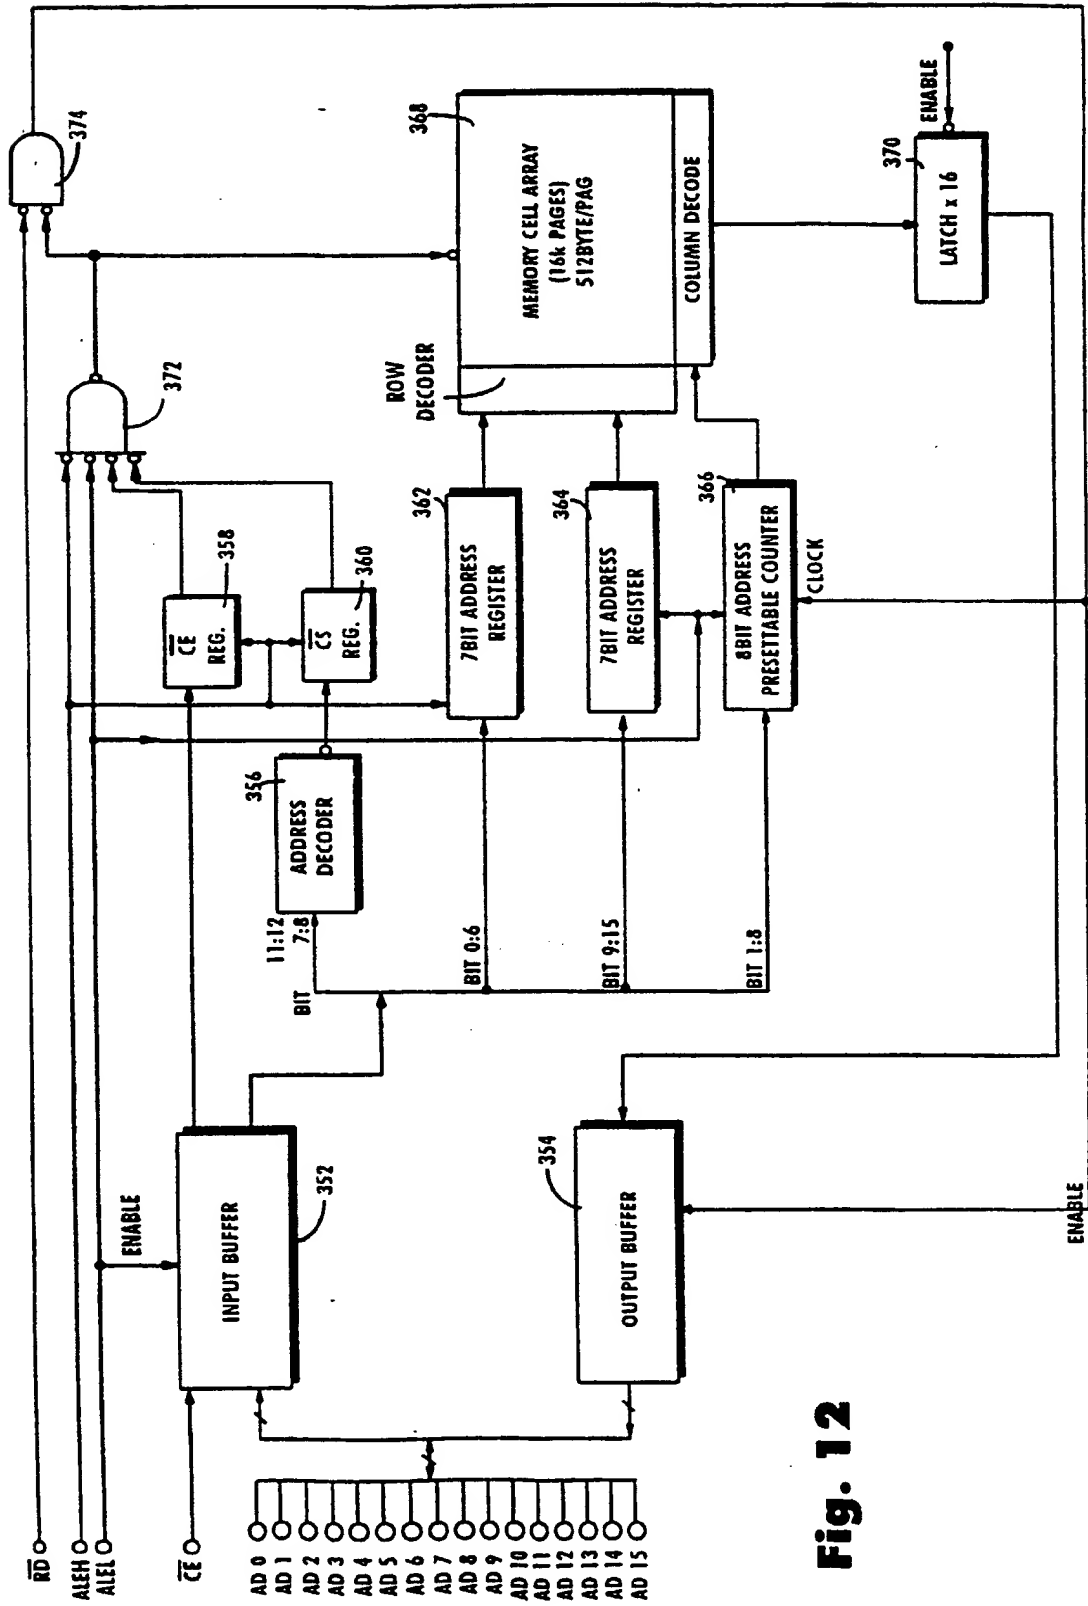 R̅D̅
ALEH
ALEL
C̅E̅
AD 0
AD 1
AD 2
AD 3
AD 4
AD 5
AD 6
AD 7
AD 8
AD 9
AD 10
AD 11
AD 12
AD 13
AD 14
AD 15
ENABLE
INPUT BUFFER
352
OUTPUT BUFFER
354
ENABLE
BIT
11:12
7:8
BIT 0:6
BIT 9:15
BIT 1:8
ADDRESS
DECODER
356
C̅E̅
REG.
358
C̅S̅
REG.
360
7BIT ADDRESS
REGISTER
362
7BIT ADDRESS
REGISTER
364
8BIT ADDRESS
PRESETTABLE COUNTER
366
CLOCK
372
374
ROW
DECODER
MEMORY CELL ARRAY
(16k PAGES)
512BYTE/PAG
368
COLUMN DECODE
LATCH x 16
370
ENABLE
Fig. 12